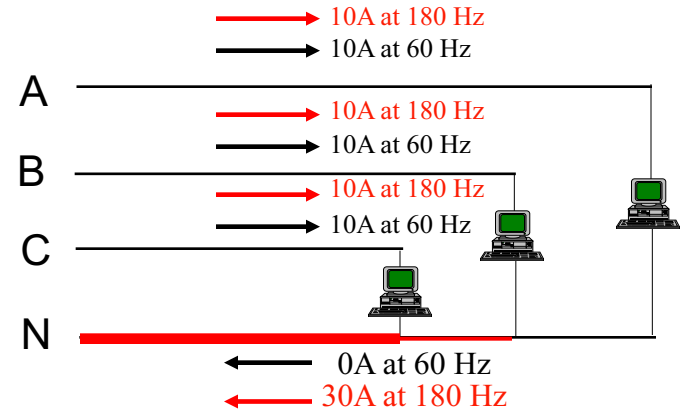 10A at 180 Hz
10A at 60 Hz
A
10A at 180 Hz
10A at 60 Hz
B
10A at 180 Hz
10A at 60 Hz
C
N
0A at 60 Hz
30A at 180 Hz